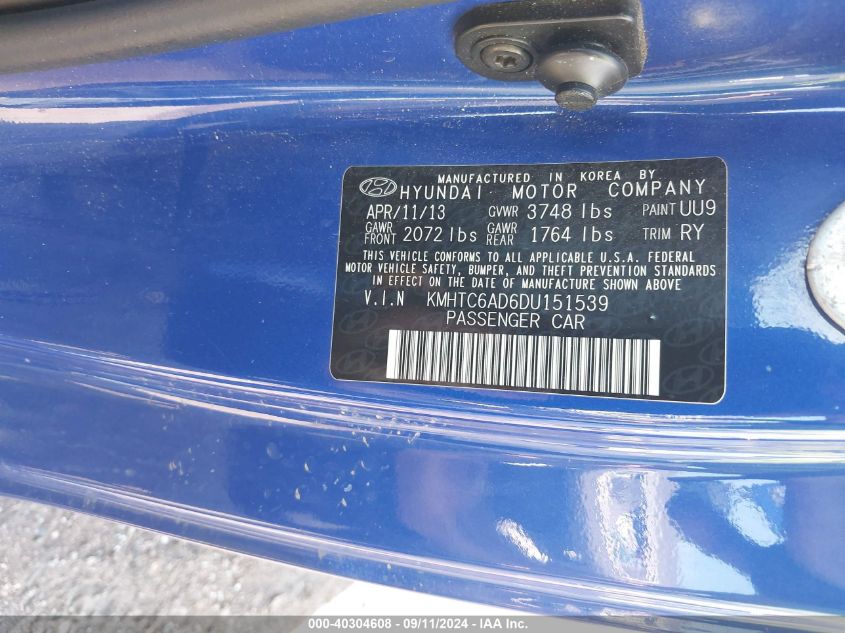 MANUFACTURED IN KOREA BY
HYUNDAI MOTOR COMPANY
APR/11/13 GVWR 3748 lbs PAINT UU9
GAWR FRONT 2072 lbs GAWR REAR 1764 lbs TRIM RY
THIS VEHICLE CONFORMS TO ALL APPLICABLE U.S.A. FEDERAL
MOTOR VEHICLE SAFETY, BUMPER, AND THEFT PREVENTION STANDARDS
IN EFFECT ON THE DATE OF MANUFACTURE SHOWN ABOVE
V.I.N KMHTC6AD6DU151539
PASSENGER CAR
000-40304608 - 09/11/2024 - IAA Inc.